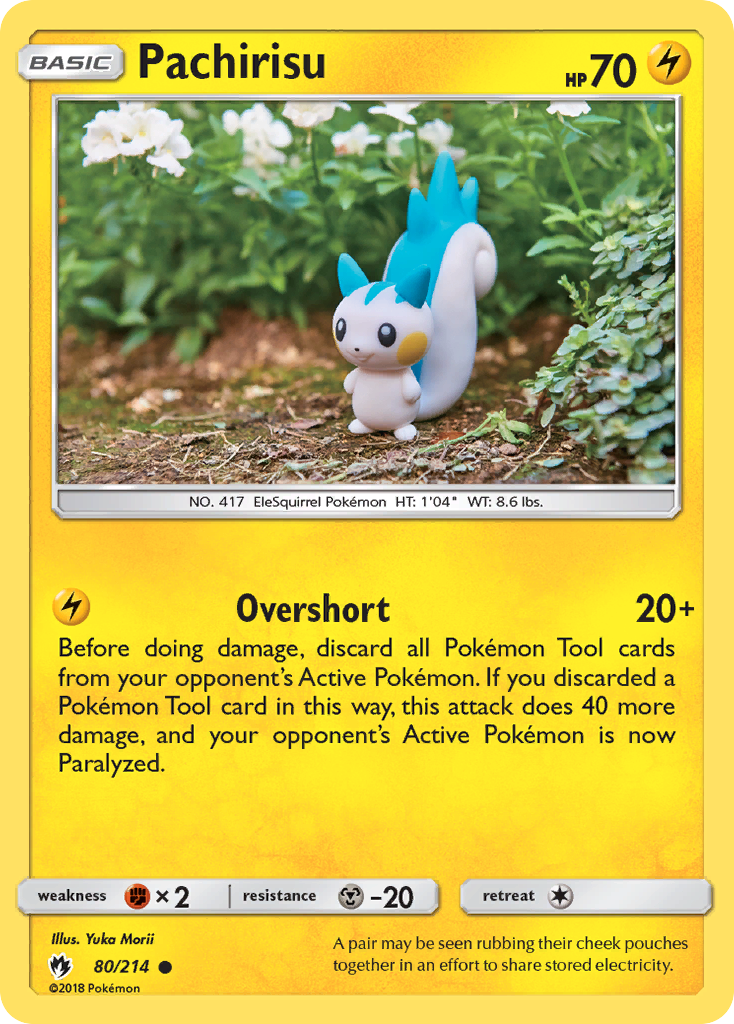 BASIC Pachirisu HP 70
NO. 417 EleSquirrel Pokémon HT: 1'04" WT: 8.6 lbs.
Overshort 20+
Before doing damage, discard all Pokémon Tool cards
from your opponent's Active Pokémon. If you discarded a
Pokémon Tool card in this way, this attack does 40 more
damage, and your opponent's Active Pokémon is now
Paralyzed.
weakness ×2 resistance -20 retreat
Illus. Yuka Morii
80/214
©2018 Pokémon
A pair may be seen rubbing their cheek pouches
together in an effort to share stored electricity.